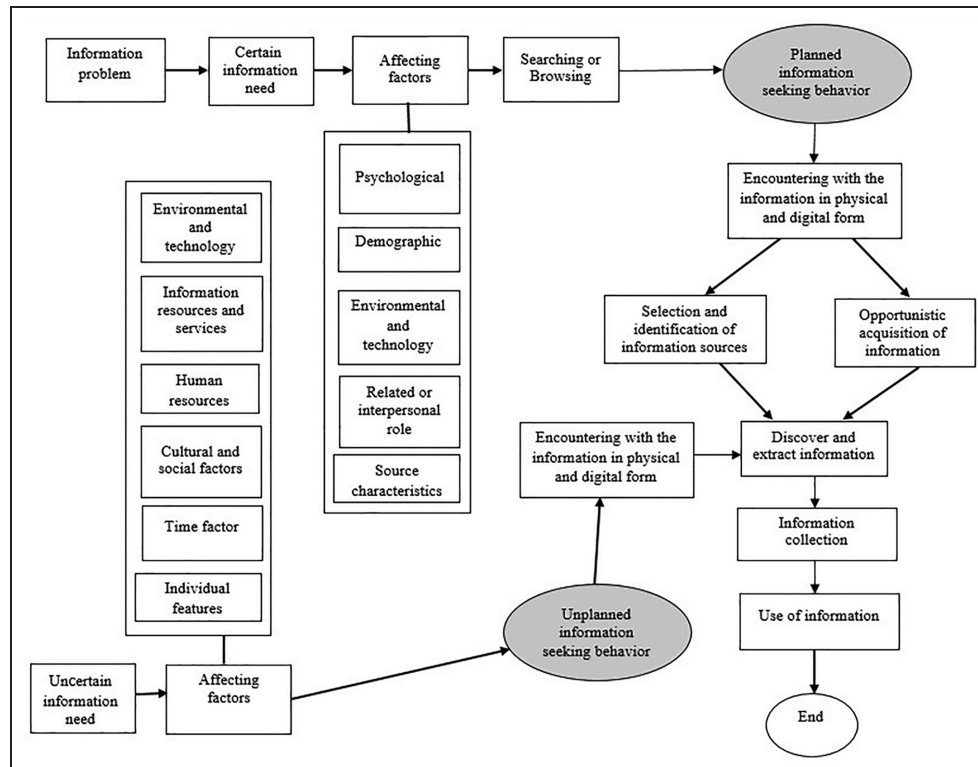 Information
problem
Certain
information
need
Affecting
factors
Searching or
Browsing
Planned
information
seeking behavior
Psychological
Demographic
Environmental
and
technology
Related or
interpersonal
role
Source
characteristics
Encountering with the
information in physical
and digital form
Selection and
identification of
information sources
Opportunistic
acquisition of
information
Environmental
and
technology
Information
resources and
services
Human
resources
Cultural and
social factors
Time factor
Individual
features
Uncertain
information
need
Affecting
factors
Unplanned
information
seeking behavior
Encountering with the
information in physical
and digital form
Discover and
extract information
Information
collection
Use of information
End